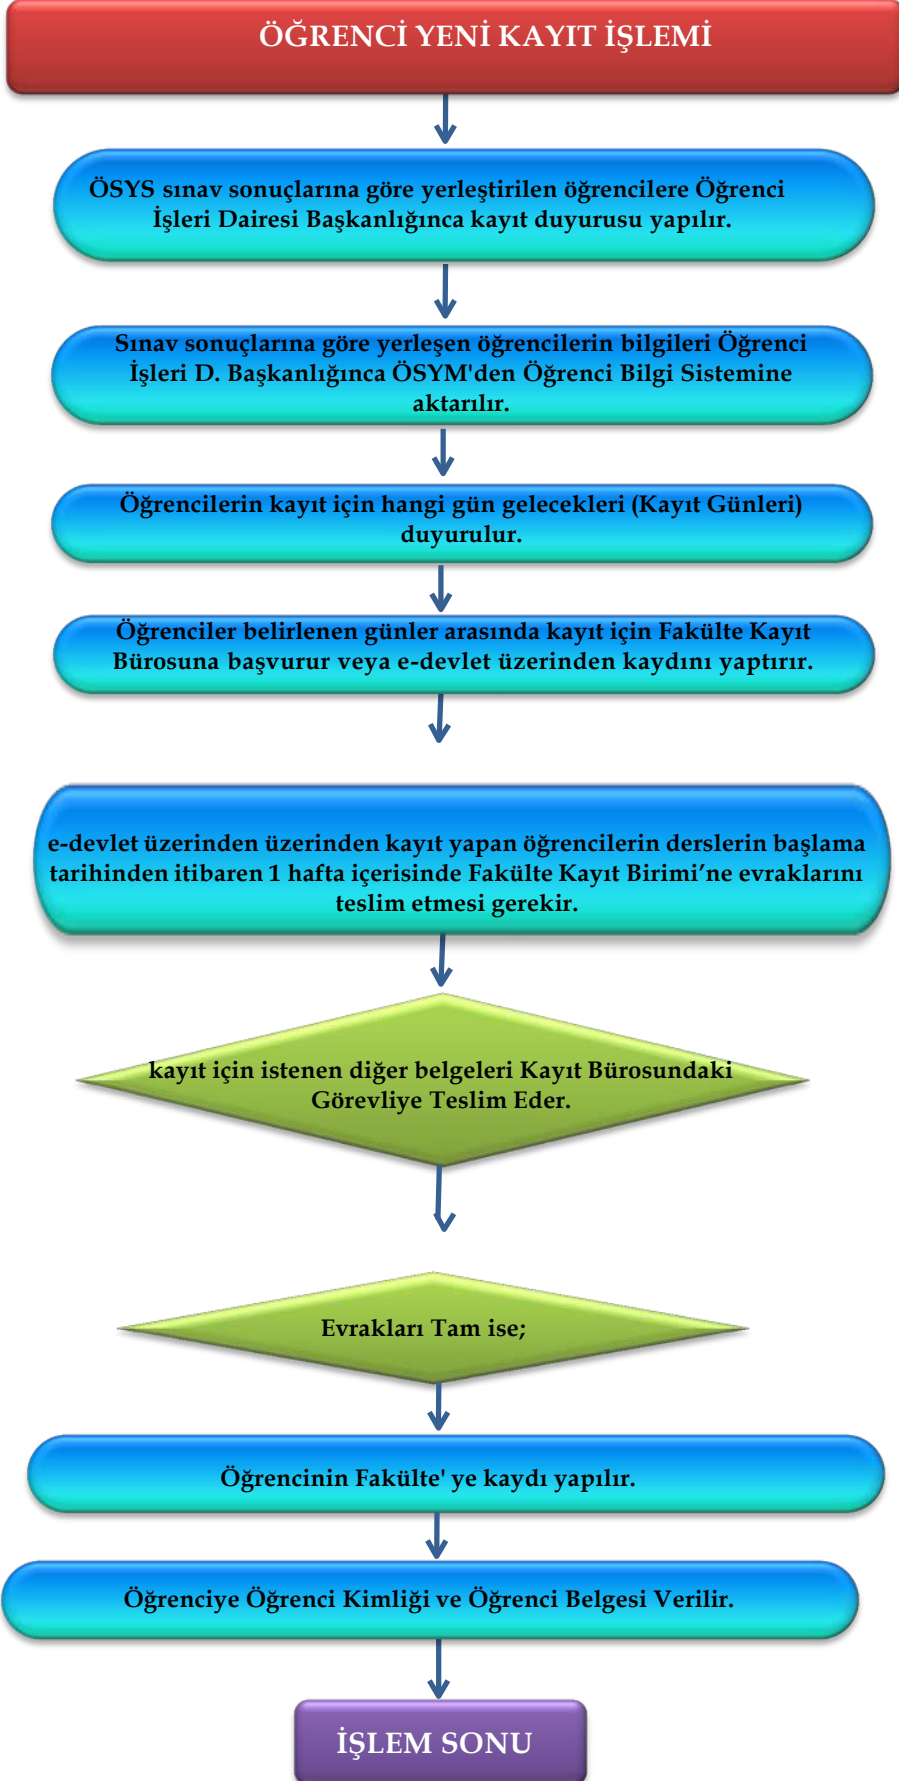 ÖĞRENCİ YENİ KAYIT İŞLEMİ
ÖSYS sınav sonuçlarına göre yerleştirilen öğrencilere Öğrenci
İşleri Dairesi Başkanlığınca kayıt duyurusu yapılır.
Sınav sonuçlarına göre yerleşen öğrencilerin bilgileri Öğrenci
İşleri D. Başkanlığınca ÖSYM'den Öğrenci Bilgi Sistemine
aktarılır.
Öğrencilerin kayıt için hangi gün gelecekleri (Kayıt Günleri)
duyurulur.
Öğrenciler belirlenen günler arasında kayıt için Fakülte Kayıt
Bürosuna başvurur veya e-devlet üzerinden kaydını yaptırır.
e-devlet üzerinden üzerinden kayıt yapan öğrencilerin derslerin başlama
tarihinden itibaren 1 hafta içerisinde Fakülte Kayıt Birimi’ne evraklarını
teslim etmesi gerekir.
kayıt için istenen diğer belgeleri Kayıt Bürosundaki
Görevliye Teslim Eder.
Evrakları Tam ise;
Öğrencinin Fakülte' ye kaydı yapılır.
Öğrenciye Öğrenci Kimliği ve Öğrenci Belgesi Verilir.
İŞLEM SONU